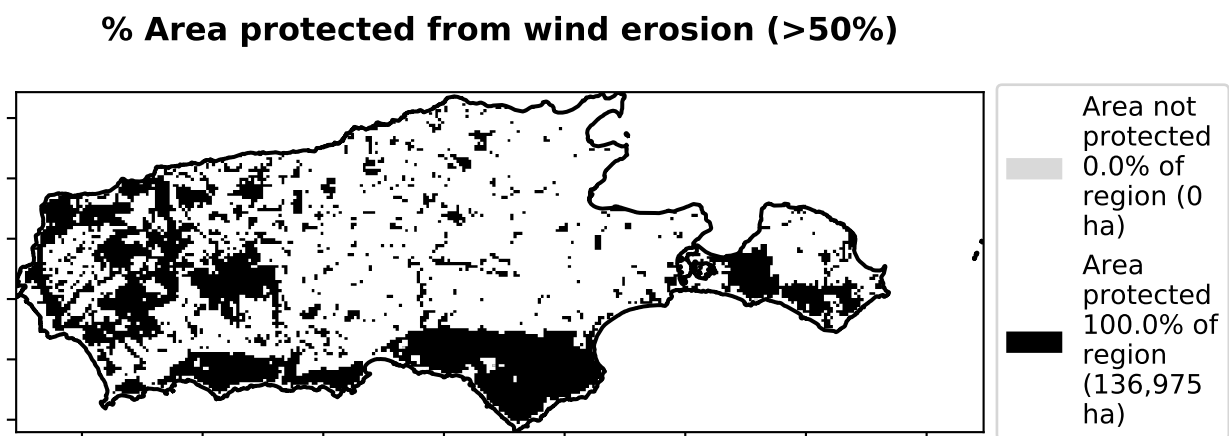 % Area protected from wind erosion (>50%)
Area not
protected
0.0% of
region (0
ha)
Area
protected
100.0% of
region
(136,975
ha)